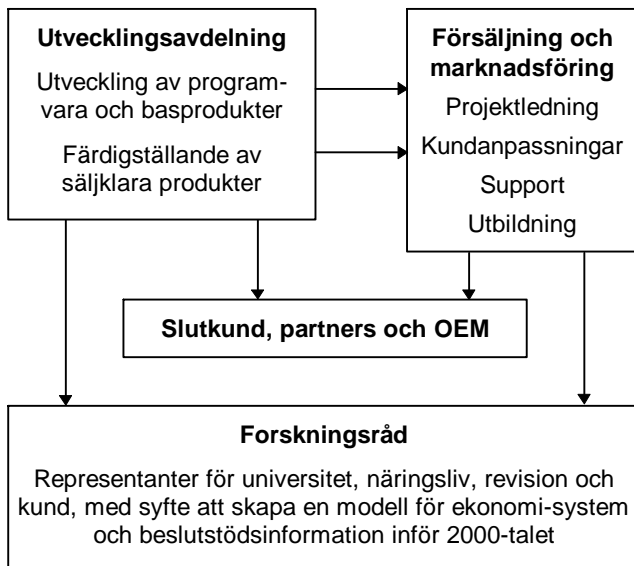 Utvecklingsavdelning
Utveckling av program-
vara och basprodukter
Färdigställande av
säljklara produkter
Försäljning och
marknadsföring
Projektledning
Kundanpassningar
Support
Utbildning
Slutkund, partners och OEM
Forskningsråd
Representanter för universitet, näringsliv, revision och
kund, med syfte att skapa en modell för ekonomi-system
och beslutstödsinformation inför 2000-talet